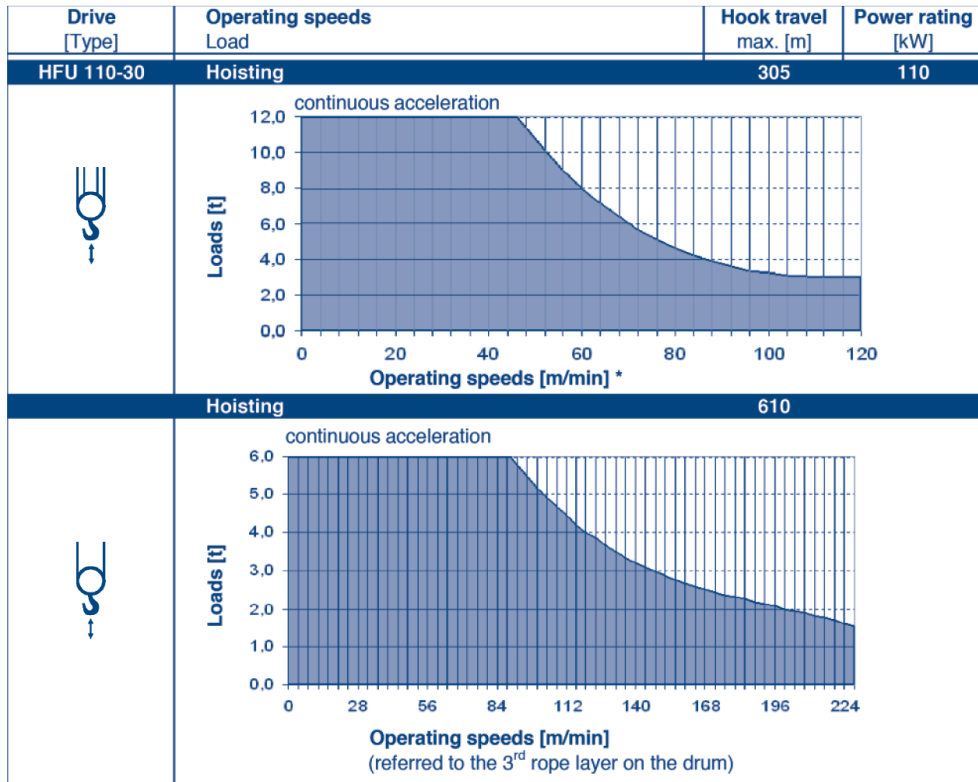 Drive Operating speeds Hook travel Power rating
[Type] Load max. [m] [kW]
HFU 110-30 Hoisting 305 110
continuous acceleration
12,0
10,0
8,0
6,0
4,0
2,0
0,0
Loads [t]
0 20 40 60 80 100 120
Operating speeds [m/min] *
Hoisting 610
continuous acceleration
6,0
5,0
4,0
3,0
2,0
1,0
0,0
Loads [t]
0 28 56 84 112 140 168 196 224
Operating speeds [m/min]
(referred to the 3rd rope layer on the drum)